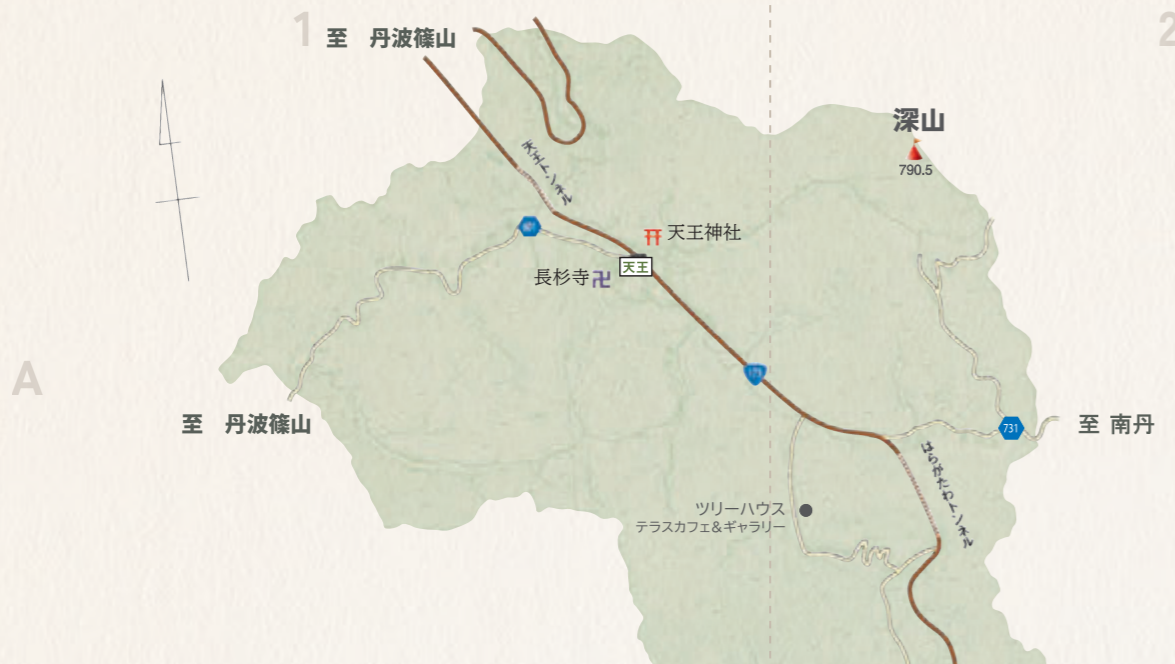 1
2
至 丹波篠山
深山
790.5
天王トンネル
天王神社
天王
長杉寺
173
A
至 丹波篠山
731
至 南丹
はらがたわトンネル
ツリーハウス
テラスカフェ&ギャラリー